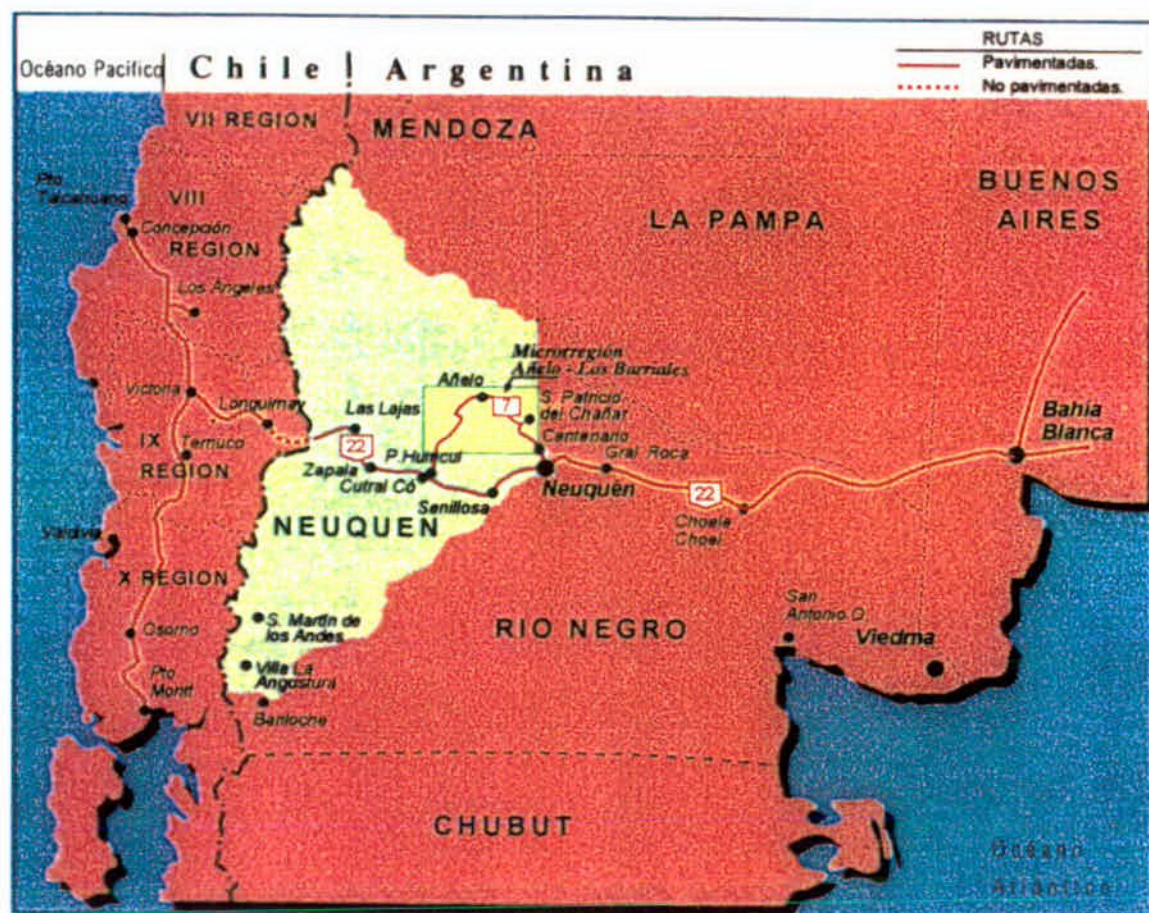 RUTAS
Pavimentadas.
No pavimentadas.
Océano Pacífico
Chile
Argentina
VII REGION
MENDOZA
BUENOS
AIRES
LA PAMPA
Pto
Talcahuano
VIII
REGION
Concepción
Los Angeles
Microrregión
Añelo - Los Barriales
Añelo
7
S. Patricio
del Chañar
Victoria
Lonquimay
Las Lajas
Centenario
Bahía
Blanca
IX
REGION
Temuco
22
Zapala
P. Huincul
Cutral Có
Gral. Roca
Neuquén
Senillosa
22
Choele
Choel
NEUQUEN
Valdivia
X REGION
San
Antonio O.
S. Martín de
los Andes
RIO NEGRO
Viedma
Osorno
Villa La
Angostura
Pto
Montt
Bariloche
CHUBUT
Océano
Atlántico